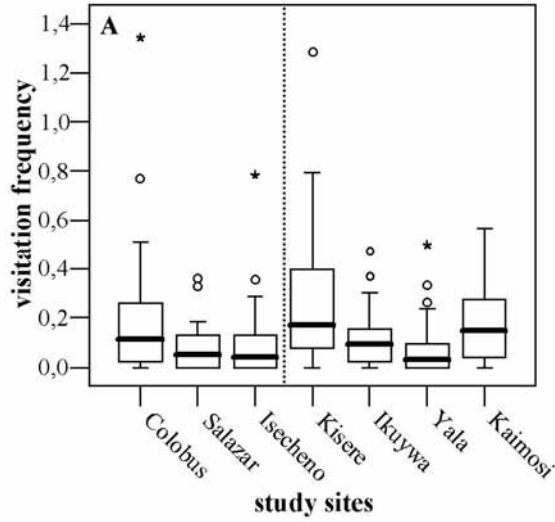 A
visitation frequency
1,4
1,2
1,0
0,8
0,6
0,4
0,2
0,0
Colobus
Salazar
Isecheno
Kisere
Ikuywa
Yala
Kaimosi
study sites